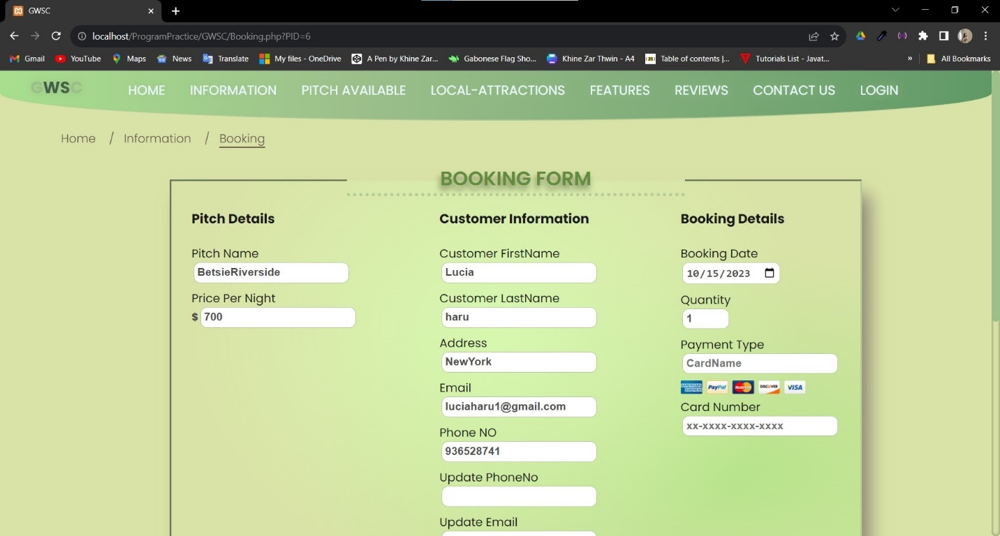 GWSC
localhost/ProgramPractice/GWSC/Booking.php?PID=6
Gmail YouTube Maps News Translate My files - OneDrive A Pen by Khine Zar... Gabonese Flag Sho... Khine Zar Thwin - A4 Table of contents |... Tutorials List - Javat... » All Bookmarks
GWSC HOME INFORMATION PITCH AVAILABLE LOCAL-ATTRACTIONS FEATURES REVIEWS CONTACT US LOGIN
Home / Information / Booking
BOOKING FORM
Pitch Details
Pitch Name
BetsieRiverside
Price Per Night
$ 700
Customer Information
Customer FirstName
Lucia
Customer LastName
haru
Address
NewYork
Email
luciaharu1@gmail.com
Phone NO
936528741
Update PhoneNo
Update Email
Booking Details
Booking Date
10/15/2023
Quantity
1
Payment Type
CardName
AMERICAN EXPRESS PayPal MasterCard DISCOVER VISA
Card Number
xx-xxxx-xxxx-xxxx